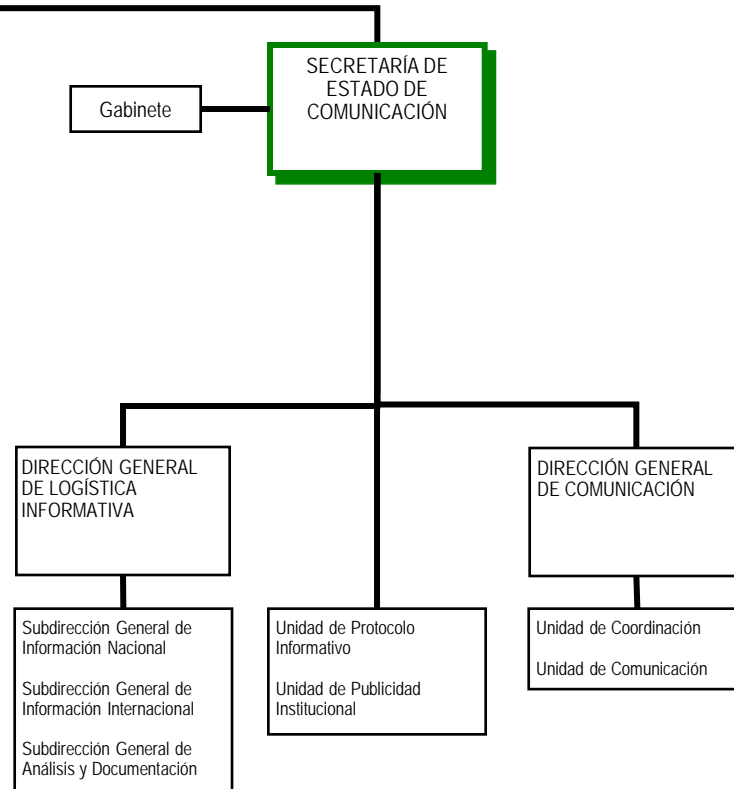 SECRETARÍA DE
ESTADO DE
COMUNICACIÓN
Gabinete
DIRECCIÓN GENERAL
DE LOGÍSTICA
INFORMATIVA
DIRECCIÓN GENERAL
DE COMUNICACIÓN
Subdirección General de
Información Nacional
Subdirección General de
Información Internacional
Subdirección General de
Análisis y Documentación
Unidad de Protocolo
Informativo
Unidad de Publicidad
Institucional
Unidad de Coordinación
Unidad de Comunicación